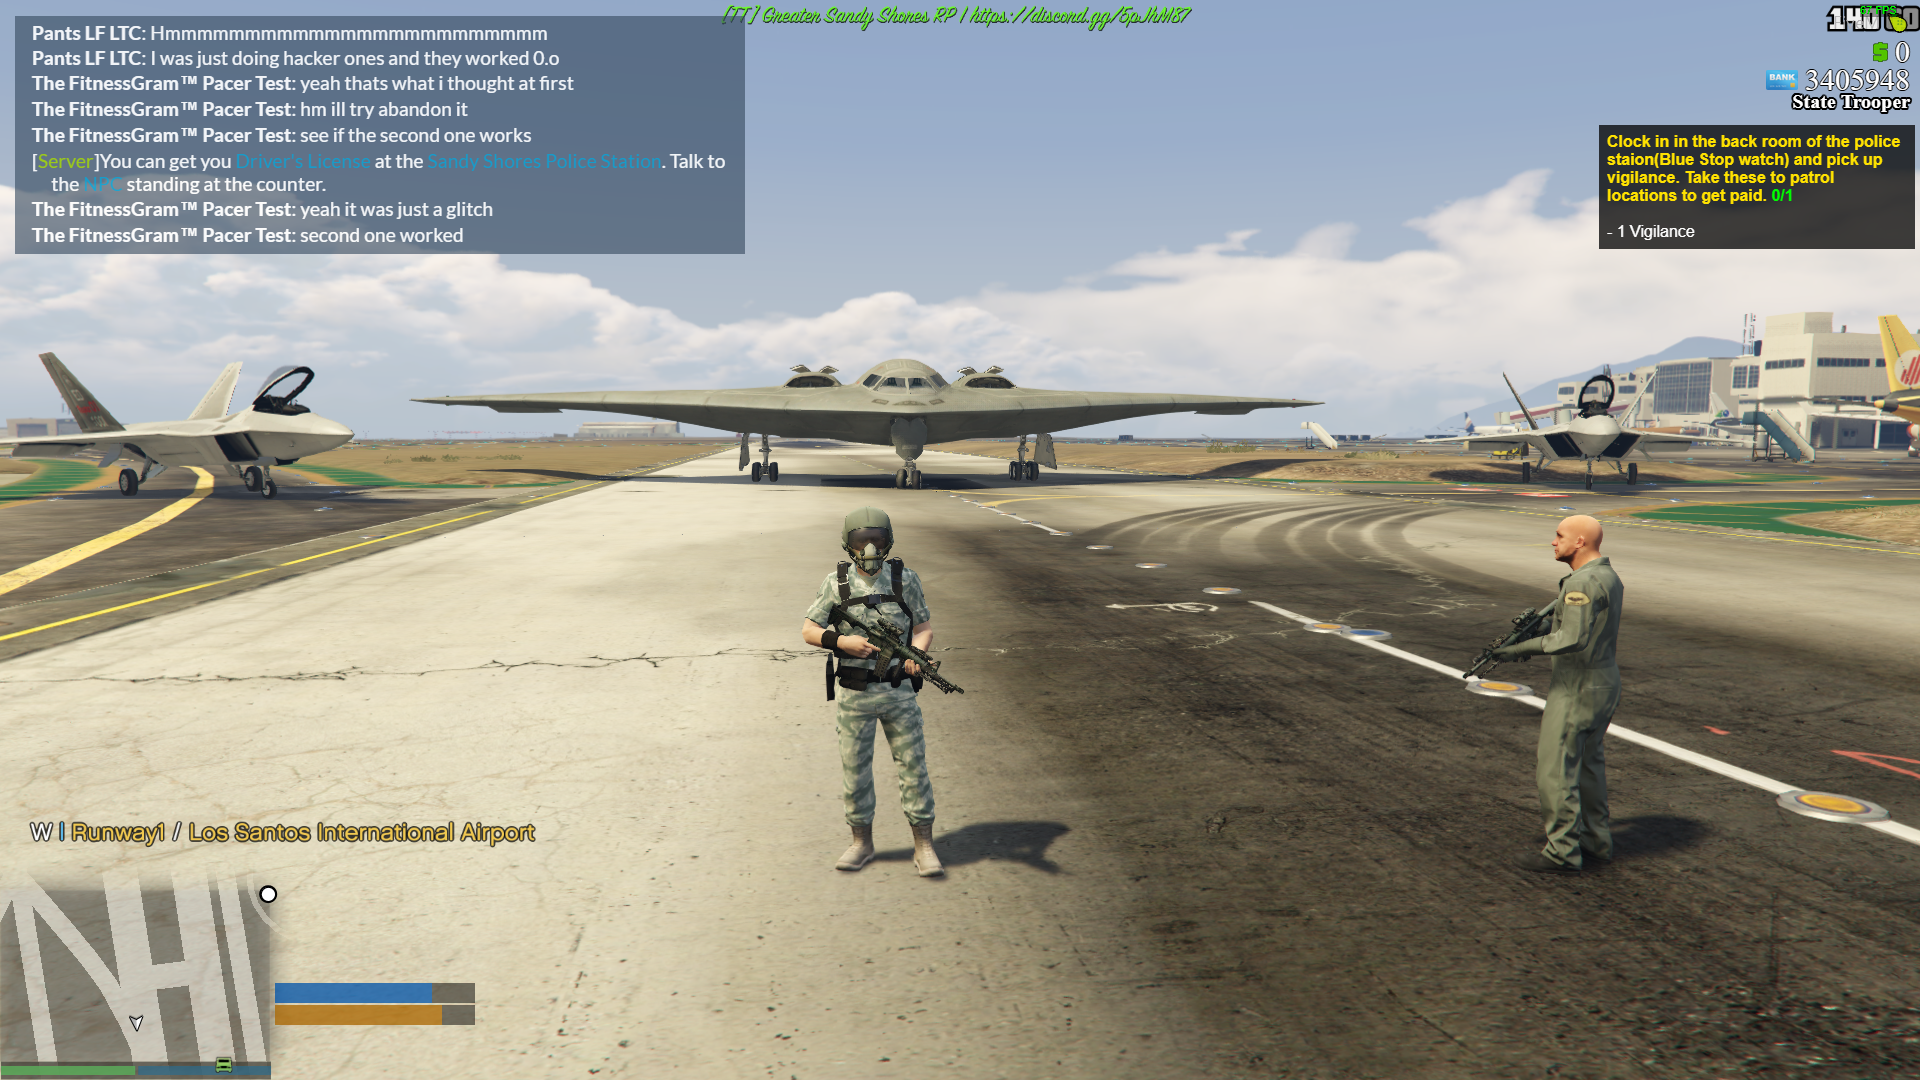 [TT] Greater Sandy Shores RP | https://discord.gg/5pJhM87
Pants LF LTC: Hmmmmmmmmmmmmmmmmmmmmmmmm
Pants LF LTC: I was just doing hacker ones and they worked 0.o
The FitnessGram™ Pacer Test: yeah thats what i thought at first
The FitnessGram™ Pacer Test: hm ill try abandon it
The FitnessGram™ Pacer Test: see if the second one works
[Server]You can get you Driver's License at the Sandy Shores Police Station. Talk to
the NPC standing at the counter.
The FitnessGram™ Pacer Test: yeah it was just a glitch
The FitnessGram™ Pacer Test: second one worked
FPS
$ 0
BANK 3405948
State Trooper
Clock in in the back room of the police
staion(Blue Stop watch) and pick up
vigilance. Take these to patrol
locations to get paid. 0/1
- 1 Vigilance
W | Runway1 / Los Santos International Airport